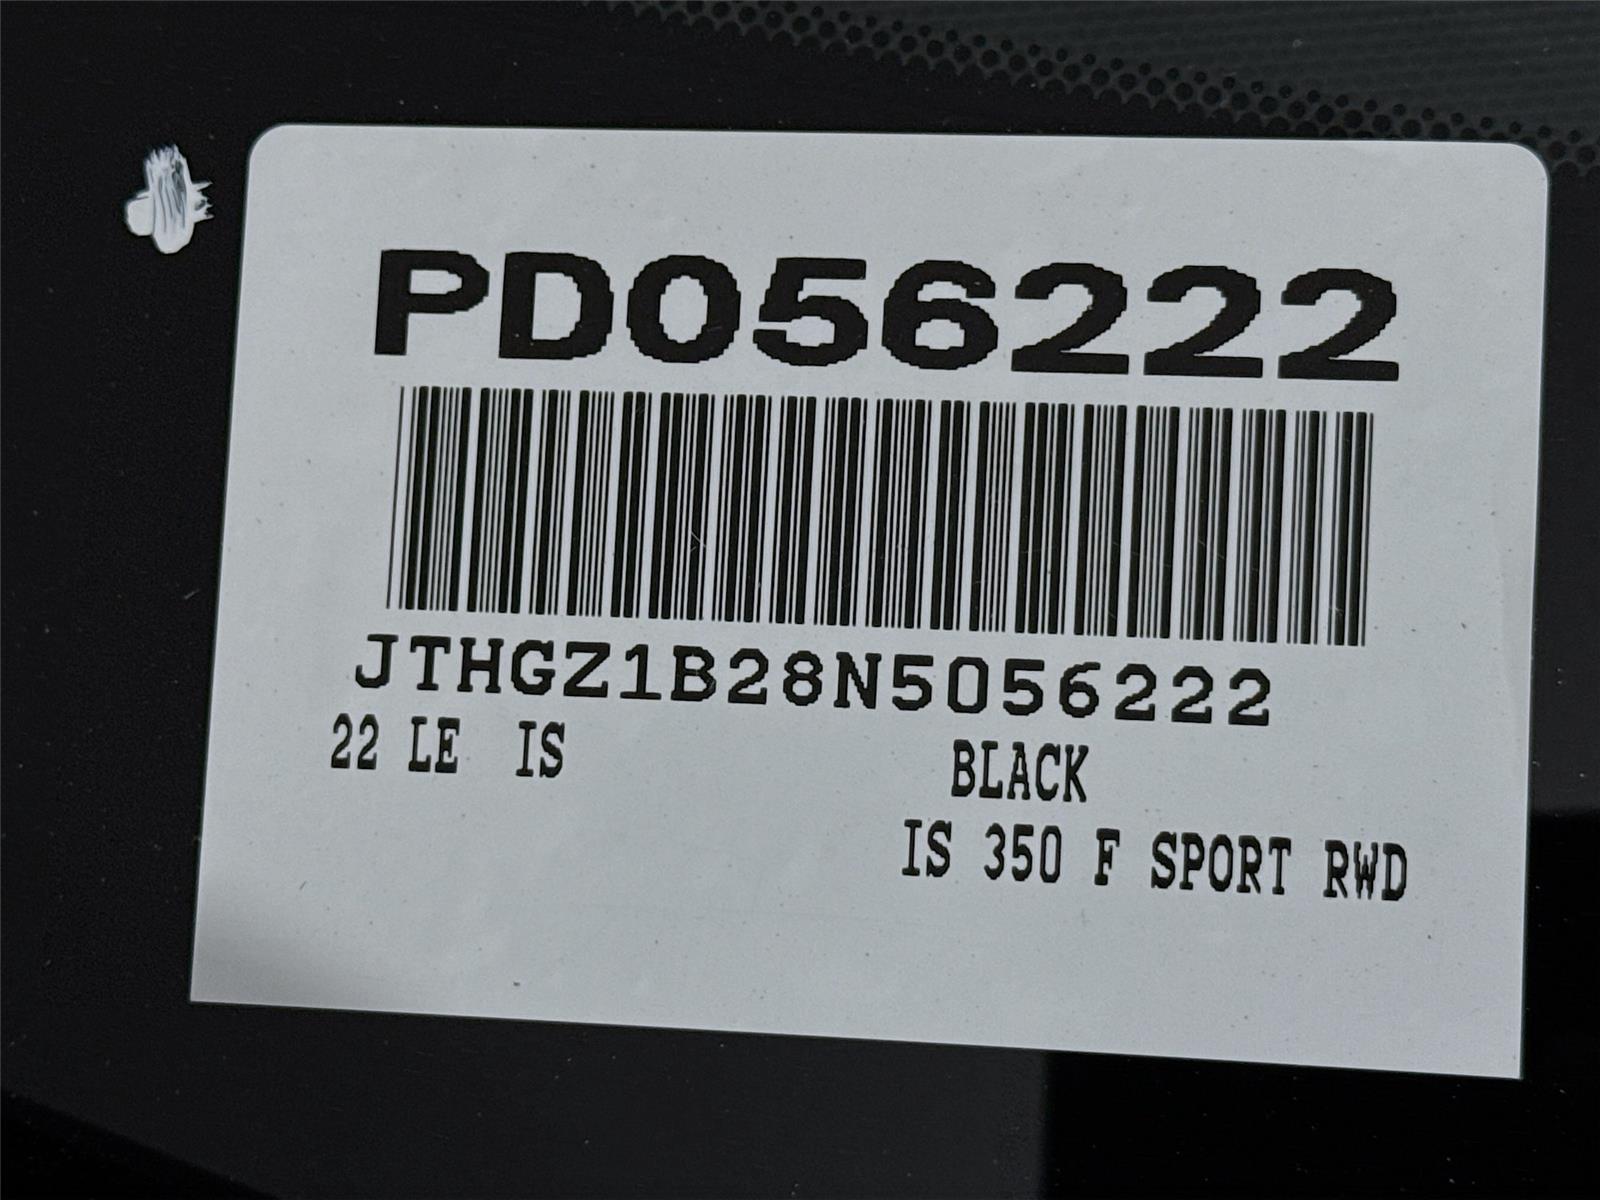 PD056222
JTHGZ1B28N5056222
22 LE IS BLACK
IS 350 F SPORT RWD